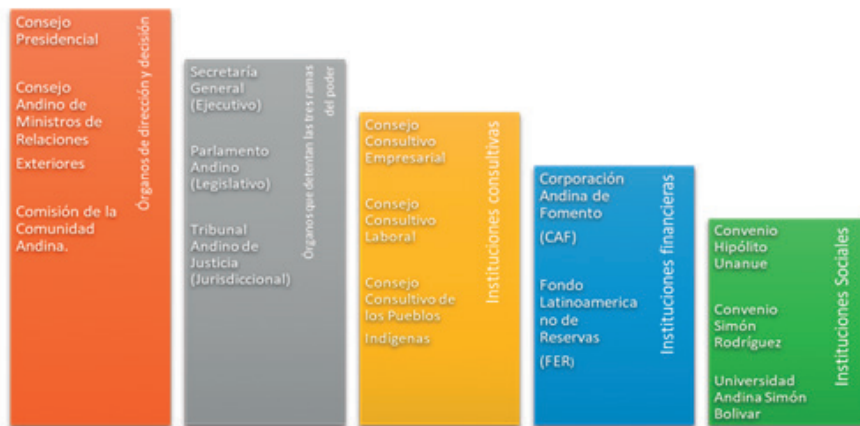 Consejo
Presidencial
Consejo
Andino de
Ministros de
Relaciones
Exteriores
Comisión de la
Comunidad
Andina.
Órganos de dirección y decisión
Secretaría
General
(Ejecutivo)
Parlamento
Andino
(Legislativo)
Tribunal
Andino de
Justicia
(Jurisdiccional)
Órganos que detentan las tres ramas
del poder
Consejo
Consultivo
Empresarial
Consejo
Consultivo
Laboral
Consejo
Consultivo de
los Pueblos
Indígenas
Instituciones consultivas
Corporación
Andina de
Fomento
(CAF)
Fondo
Latinoamerica
no de
Reservas
(FER)
Instituciones financieras
Convenio
Hipólito
Unanue
Convenio
Simón
Rodríguez
Universidad
Andina Simón
Bolivar
Instituciones Sociales